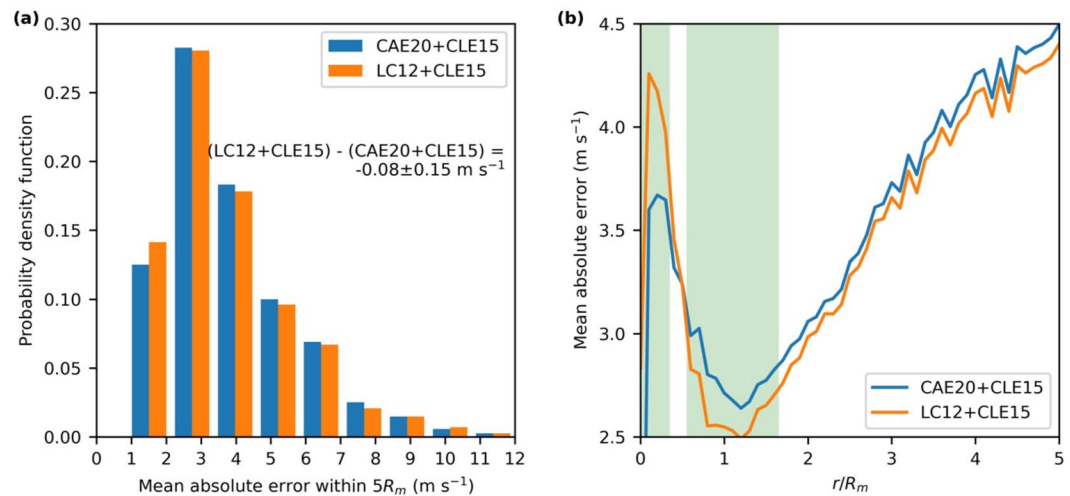 (a)
0.30
0.25
0.20
0.15
0.10
0.05
0.00
Probability density function
CAE20+CLE15
LC12+CLE15
(LC12+CLE15) - (CAE20+CLE15) =
-0.08±0.15 m s⁻¹
0 1 2 3 4 5 6 7 8 9 10 11 12
Mean absolute error within 5Rₘ (m s⁻¹)
(b)
4.5
4.0
3.5
3.0
2.5
Mean absolute error (m s⁻¹)
CAE20+CLE15
LC12+CLE15
0 1 2 3 4 5
r/Rₘ